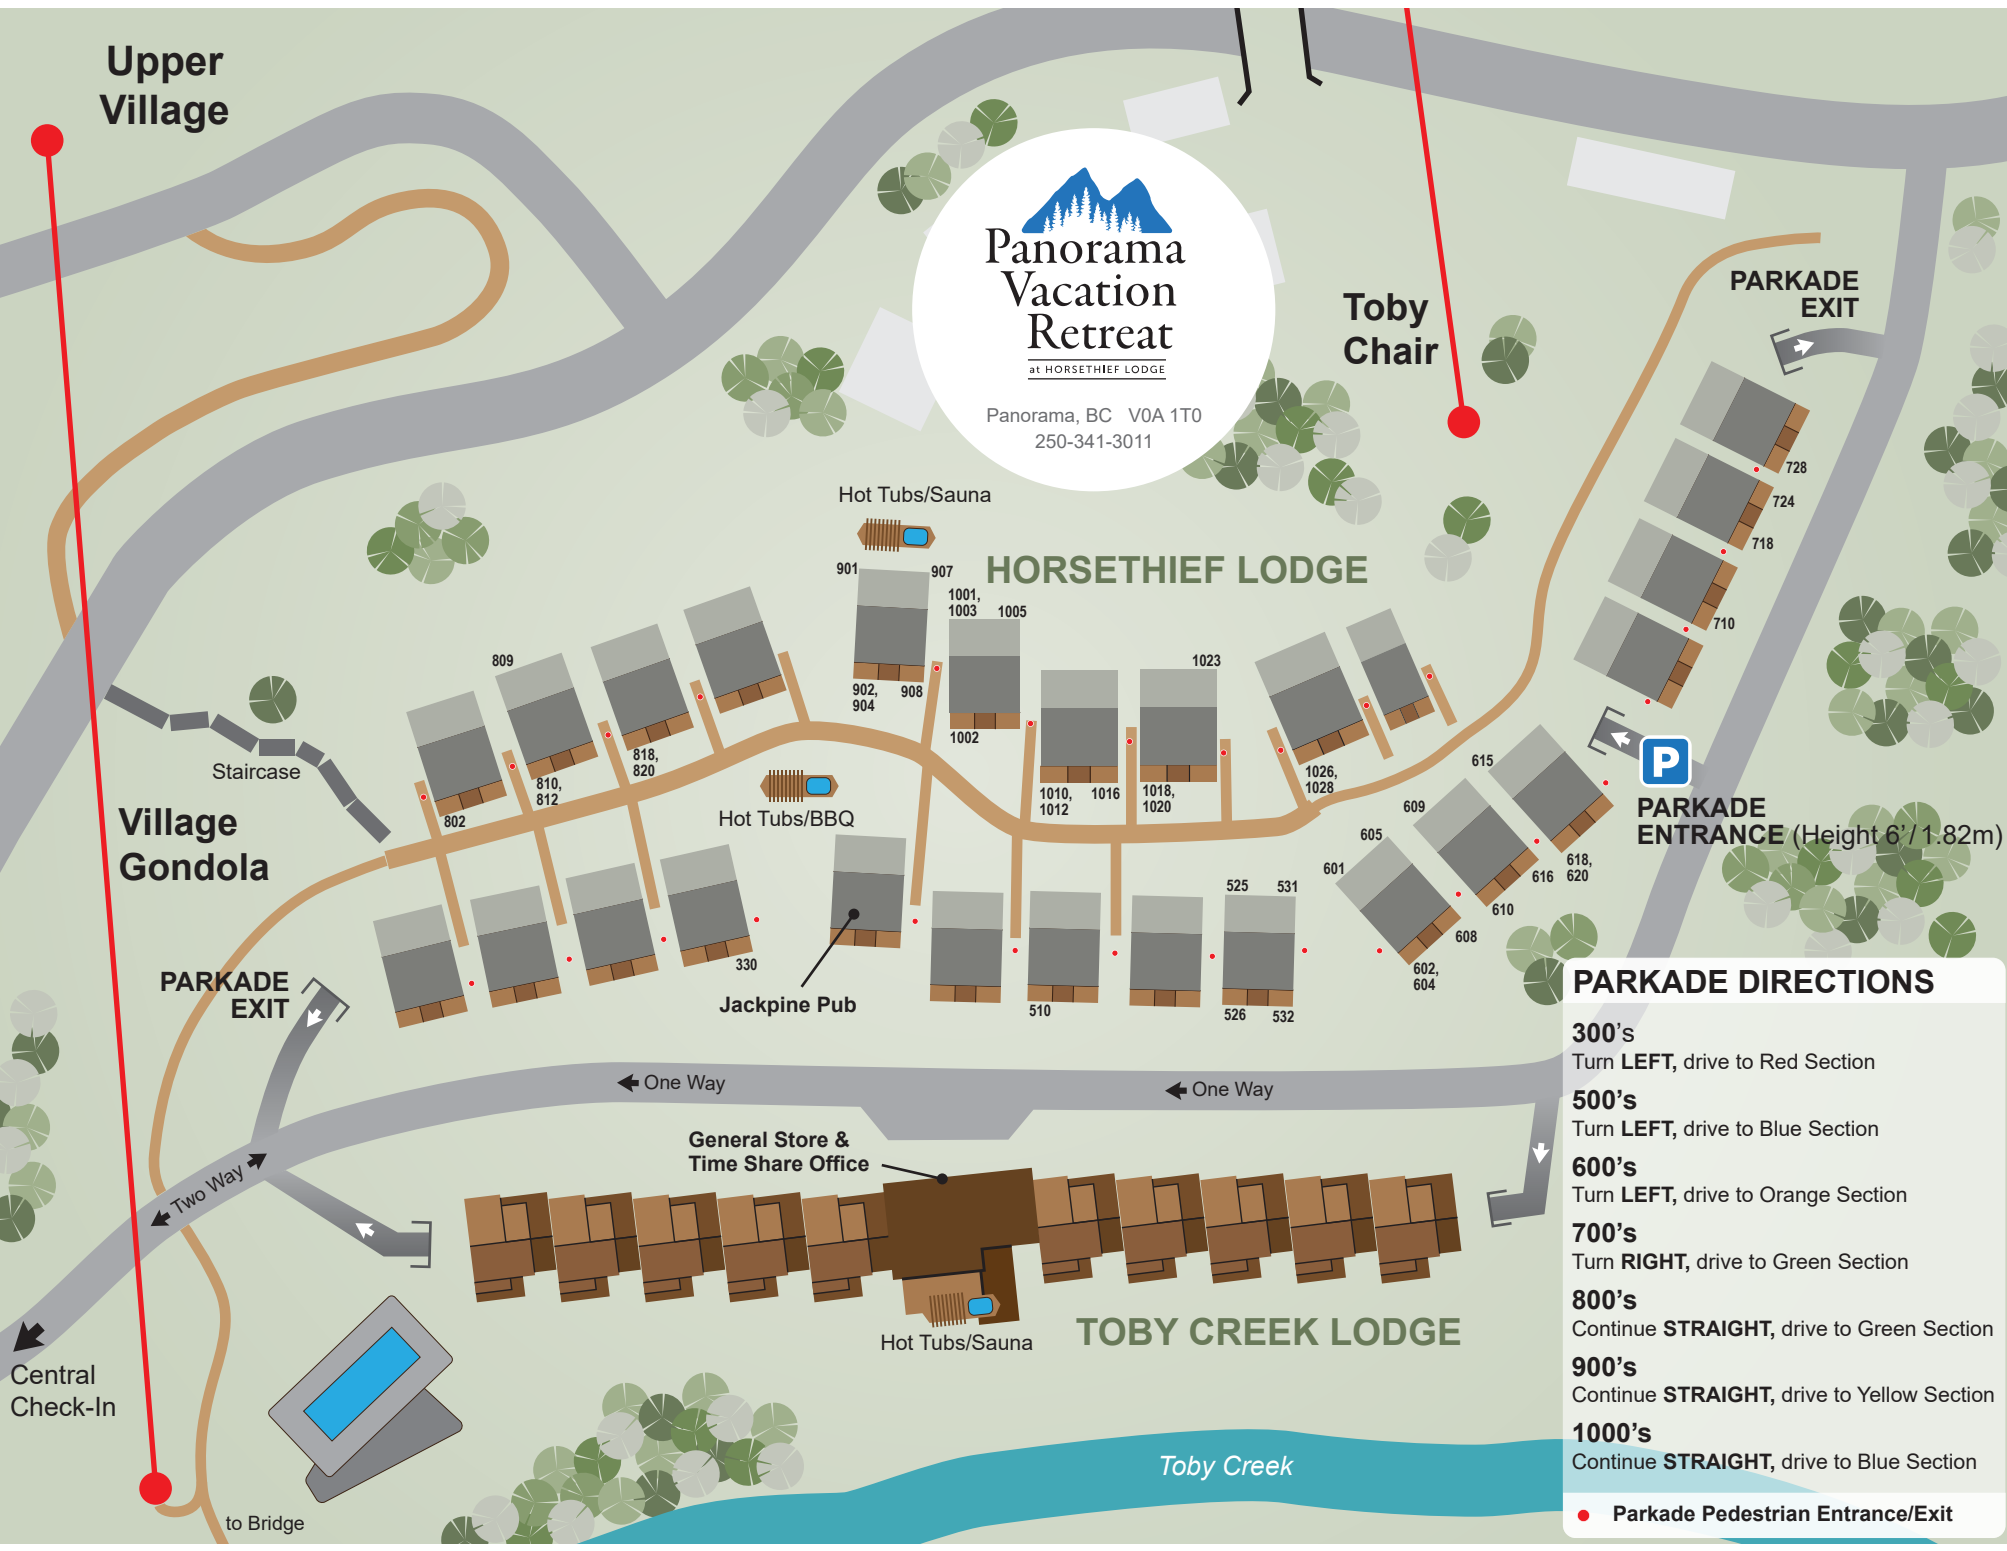 Upper
Village
Panorama
Vacation
Retreat
at HORSETHIEF LODGE
Panorama, BC V0A 1T0
250-341-3011
Toby
Chair
PARKADE
EXIT
728
724
718
710
Hot Tubs/Sauna
HORSETHIEF LODGE
901
907
1001,
1003
1005
902,
904
908
1002
809
802
810,
812
818,
820
Staircase
Village
Gondola
Hot Tubs/BBQ
1023
1010,
1012
1016
1018,
1020
1026,
1028
P
PARKADE
ENTRANCE (Height 6'/1.82m)
615
609
605
601
618,
620
616
610
608
602,
604
525
531
526
532
510
330
Jackpine Pub
PARKADE
EXIT
One Way
One Way
Two Way
General Store &
Time Share Office
Hot Tubs/Sauna
TOBY CREEK LODGE
Central
Check-In
to Bridge
Toby Creek
PARKADE DIRECTIONS
300's
Turn LEFT, drive to Red Section
500's
Turn LEFT, drive to Blue Section
600's
Turn LEFT, drive to Orange Section
700's
Turn RIGHT, drive to Green Section
800's
Continue STRAIGHT, drive to Green Section
900's
Continue STRAIGHT, drive to Yellow Section
1000's
Continue STRAIGHT, drive to Blue Section
Parkade Pedestrian Entrance/Exit